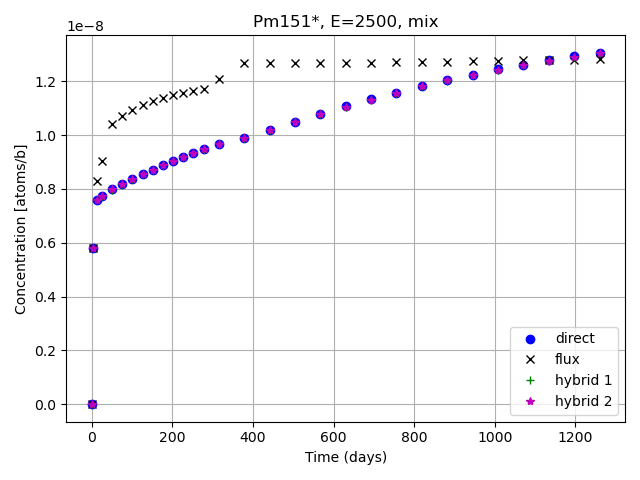 Pm151*, E=2500, mix
1e−8
1.2
1.0
0.8
0.6
0.4
0.2
0.0
Concentration [atoms/b]
0 200 400 600 800 1000 1200
Time (days)
direct
flux
hybrid 1
hybrid 2